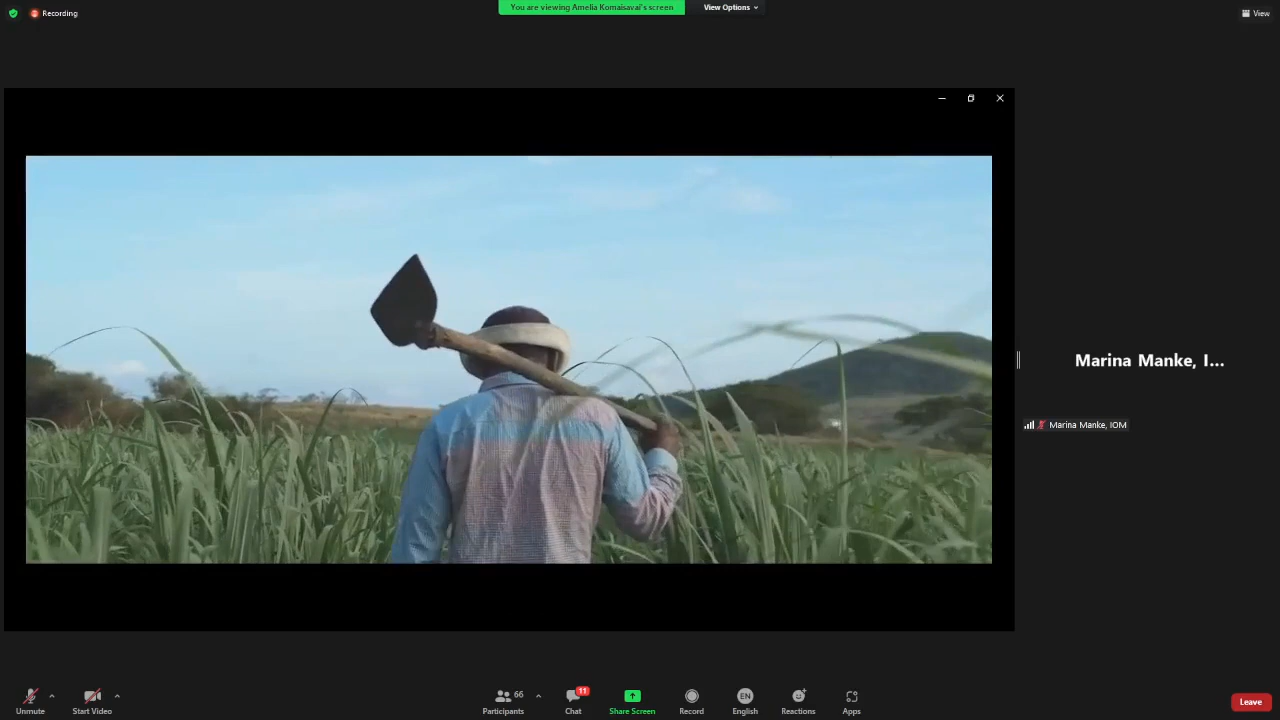 Recording
You are viewing Amelia Komaisavai's screen
View Options
View
Marina Manke, I...
Marina Manke, IOM
Unmute
Start Video
66
Participants
11
Chat
Share Screen
Record
EN
English
Reactions
Apps
Leave